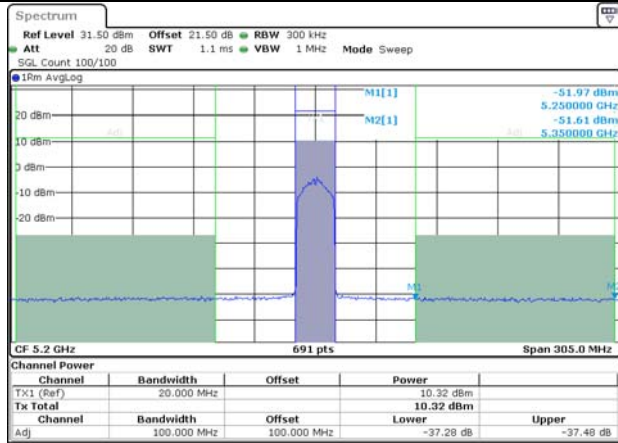 Spectrum
Ref Level 31.50 dBm Offset 21.50 dB RBW 300 kHz
Att 20 dB SWT 1.1 ms VBW 1 MHz Mode Sweep
SGL Count 100/100
1Rm AvgLog
M1[1] -51.97 dBm
5.250000 GHz
20 dBm M2[1] -51.61 dBm
Adj Adj 5.350000 GHz
10 dBm
0 dBm
-10 dBm
-20 dBm
M1 M2
CF 5.2 GHz 691 pts Span 305.0 MHz
Channel Power
Channel Bandwidth Offset Power
TX1 (Ref) 20.000 MHz 10.32 dBm
Tx Total 10.32 dBm
Channel Bandwidth Offset Lower Upper
Adj 100.000 MHz 100.000 MHz -37.28 dB -37.48 dB